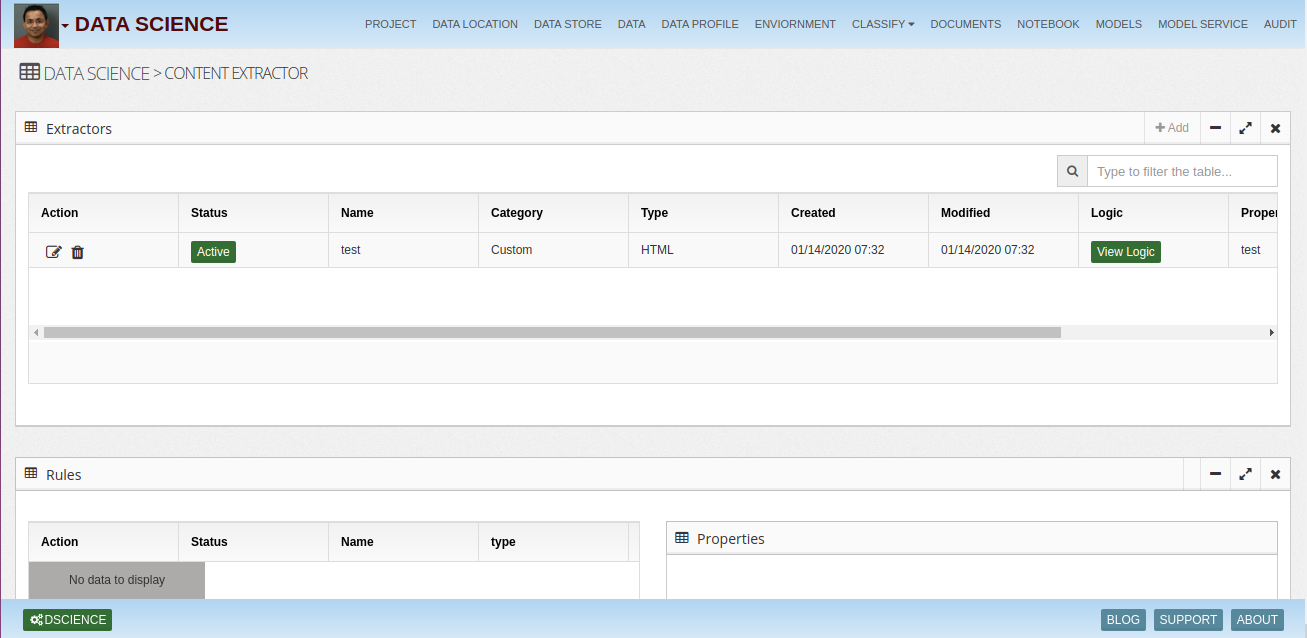 DATA SCIENCE PROJECT DATA LOCATION DATA STORE DATA DATA PROFILE ENVIORNMENT CLASSIFY DOCUMENTS NOTEBOOK MODELS MODEL SERVICE AUDIT
DATA SCIENCE > CONTENT EXTRACTOR
Extractors Add
Type to filter the table...
Action Status Name Category Type Created Modified Logic Proper
Active test Custom HTML 01/14/2020 07:32 01/14/2020 07:32 View Logic test
Rules
Action Status Name type
Properties
No data to display
DSCIENCE BLOG SUPPORT ABOUT